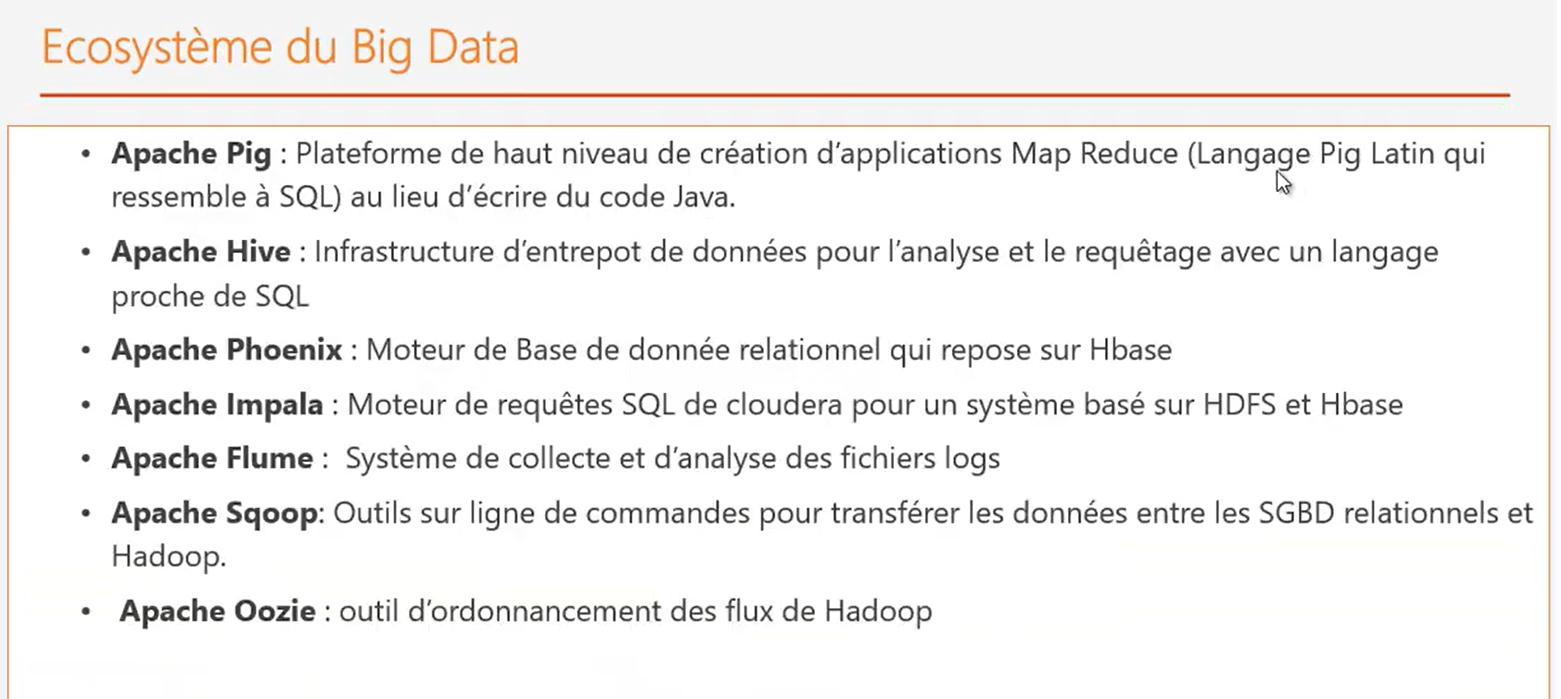 Ecosystème du Big Data
• Apache Pig : Plateforme de haut niveau de création d’applications Map Reduce (Langage Pig Latin qui
ressemble à SQL) au lieu d’écrire du code Java.
• Apache Hive : Infrastructure d’entrepot de données pour l’analyse et le requêtage avec un langage
proche de SQL
• Apache Phoenix : Moteur de Base de donnée relationnel qui repose sur Hbase
• Apache Impala : Moteur de requêtes SQL de cloudera pour un système basé sur HDFS et Hbase
• Apache Flume : Système de collecte et d’analyse des fichiers logs
• Apache Sqoop: Outils sur ligne de commandes pour transférer les données entre les SGBD relationnels et
Hadoop.
• Apache Oozie : outil d’ordonnancement des flux de Hadoop